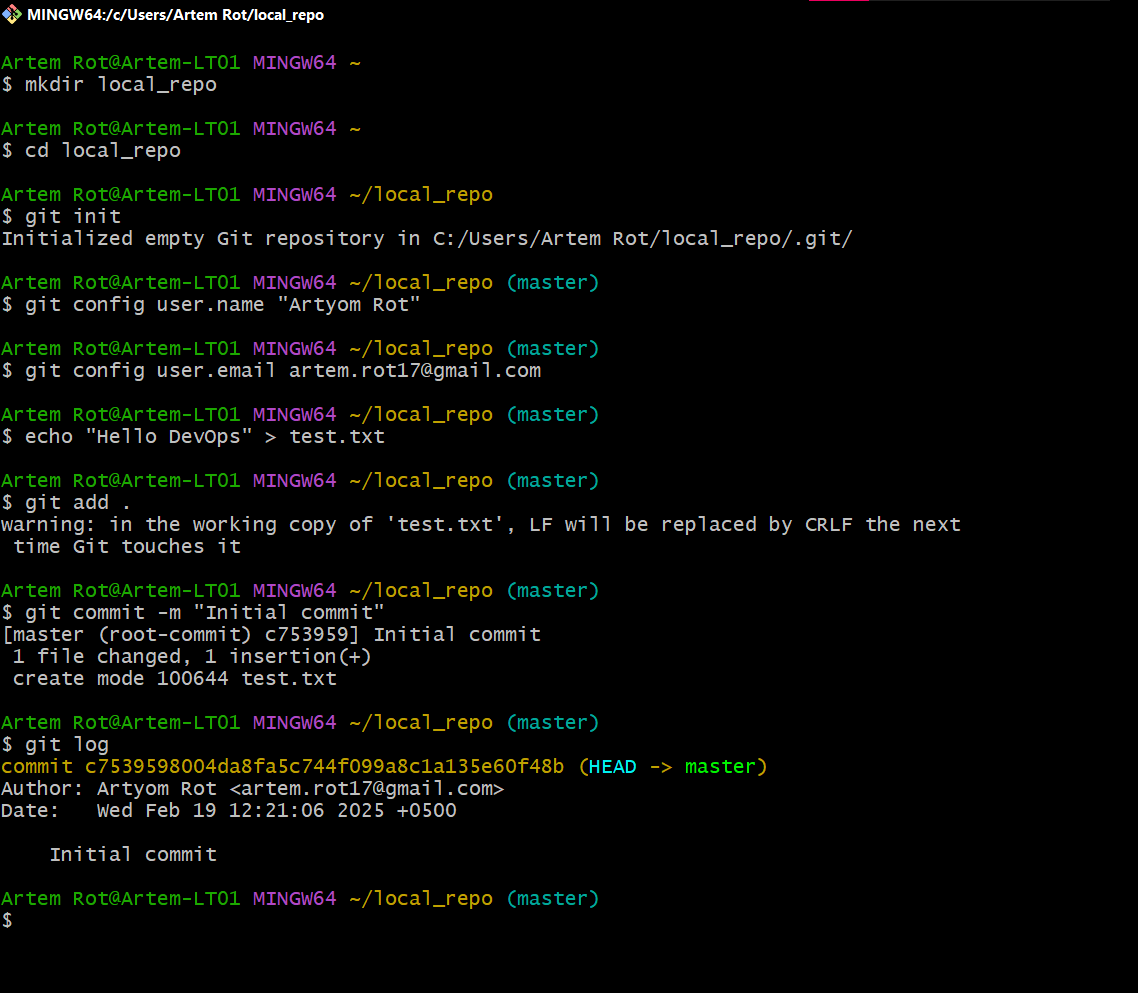 MINGW64:/c/Users/Artem Rot/local_repo
Artem Rot@Artem-LT01 MINGW64 ~
$ mkdir local_repo
Artem Rot@Artem-LT01 MINGW64 ~
$ cd local_repo
Artem Rot@Artem-LT01 MINGW64 ~/local_repo
$ git init
Initialized empty Git repository in C:/Users/Artem Rot/local_repo/.git/
Artem Rot@Artem-LT01 MINGW64 ~/local_repo (master)
$ git config user.name "Artyom Rot"
Artem Rot@Artem-LT01 MINGW64 ~/local_repo (master)
$ git config user.email artem.rot17@gmail.com
Artem Rot@Artem-LT01 MINGW64 ~/local_repo (master)
$ echo "Hello DevOps" > test.txt
Artem Rot@Artem-LT01 MINGW64 ~/local_repo (master)
$ git add .
warning: in the working copy of 'test.txt', LF will be replaced by CRLF the next
 time Git touches it
Artem Rot@Artem-LT01 MINGW64 ~/local_repo (master)
$ git commit -m "Initial commit"
[master (root-commit) c753959] Initial commit
 1 file changed, 1 insertion(+)
 create mode 100644 test.txt
Artem Rot@Artem-LT01 MINGW64 ~/local_repo (master)
$ git log
commit c7539598004da8fa5c744f099a8c1a135e60f48b (HEAD -> master)
Author: Artyom Rot <artem.rot17@gmail.com>
Date:   Wed Feb 19 12:21:06 2025 +0500
    Initial commit
Artem Rot@Artem-LT01 MINGW64 ~/local_repo (master)
$